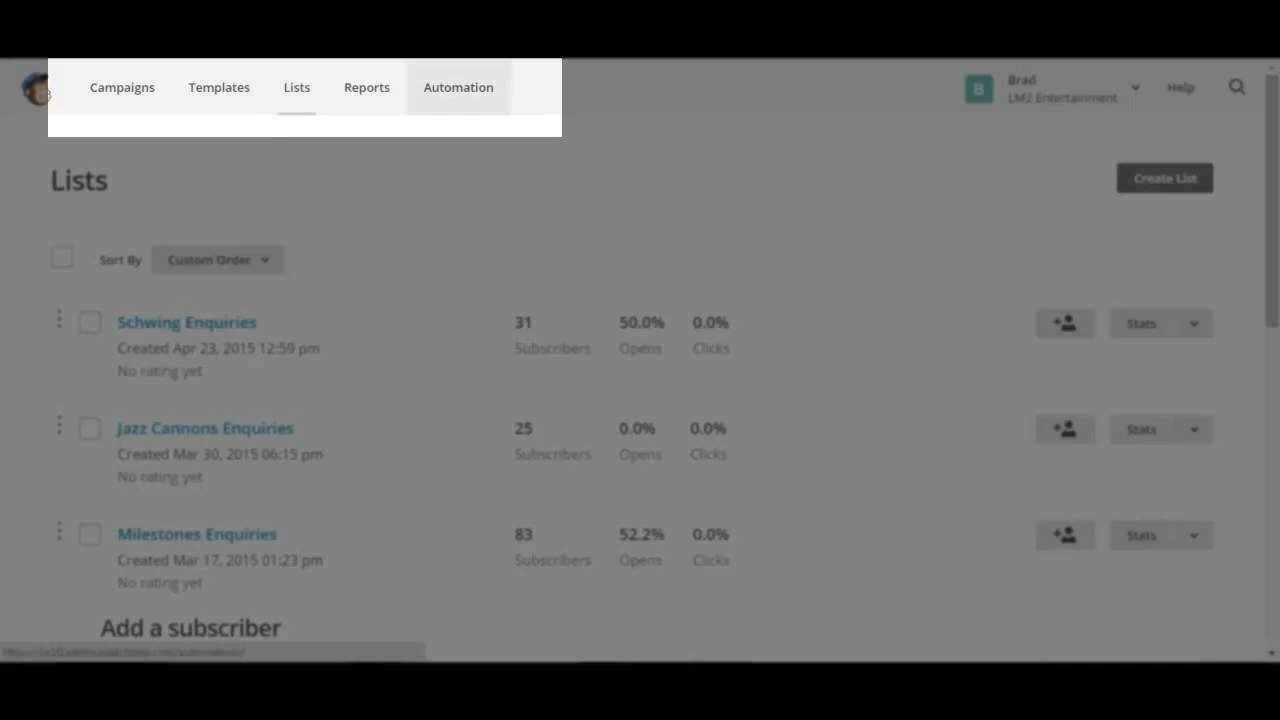 Campaigns Templates Lists Reports Automation
Brad
LM2 Entertainment
Help
B
Lists
Create List
Sort By Custom Order
Schwing Enquiries 31 50.0% 0.0% Stats
Created Apr 23, 2015 12:59 pm Subscribers Opens Clicks
No rating yet
Jazz Cannons Enquiries 25 0.0% 0.0% Stats
Created Mar 30, 2015 06:15 pm Subscribers Opens Clicks
No rating yet
Milestones Enquiries 83 52.2% 0.0% Stats
Created Mar 17, 2015 01:23 pm Subscribers Opens Clicks
No rating yet
Add a subscriber